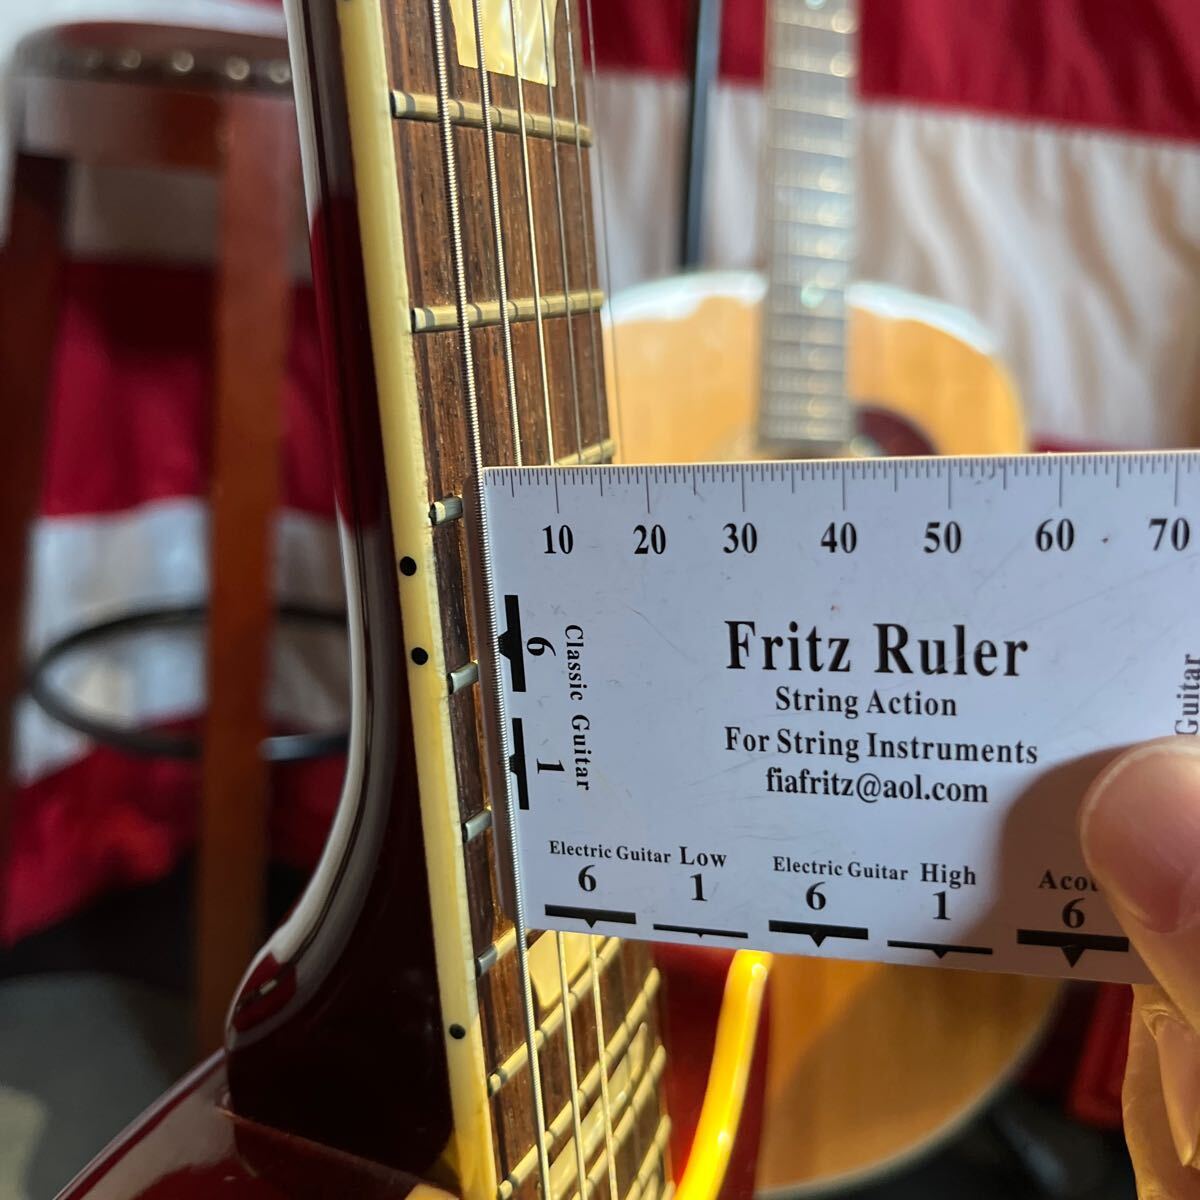 10 20 30 40 50 60 70
Fritz Ruler
String Action
For String Instruments
fiafritz@aol.com
Classic Guitar
6 1
Electric Guitar Low
6 1
Electric Guitar High
6 1
6
Guitar